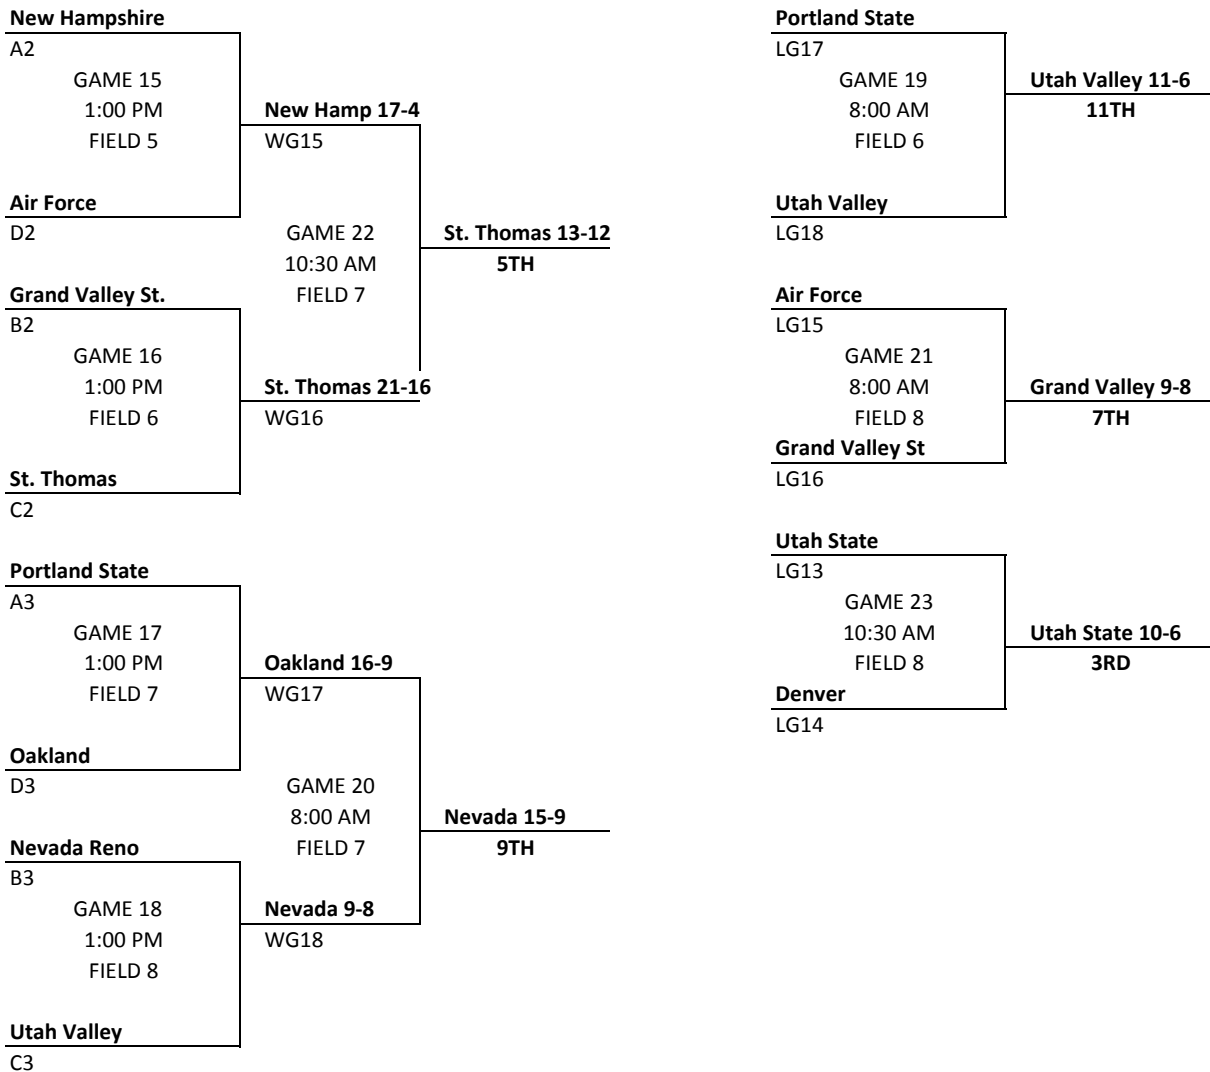 New Hampshire
A2
GAME 15
1:00 PM
FIELD 5
New Hamp 17-4
WG15
Air Force
D2
GAME 22
10:30 AM
FIELD 7
St. Thomas 13-12
5TH
Grand Valley St.
B2
GAME 16
1:00 PM
FIELD 6
St. Thomas 21-16
WG16
St. Thomas
C2
Portland State
A3
GAME 17
1:00 PM
FIELD 7
Oakland 16-9
WG17
Oakland
D3
GAME 20
8:00 AM
FIELD 7
Nevada 15-9
9TH
Nevada Reno
B3
GAME 18
1:00 PM
FIELD 8
Nevada 9-8
WG18
Utah Valley
C3
Portland State
LG17
GAME 19
8:00 AM
FIELD 6
Utah Valley 11-6
11TH
Utah Valley
LG18
Air Force
LG15
GAME 21
8:00 AM
FIELD 8
Grand Valley 9-8
7TH
Grand Valley St
LG16
Utah State
LG13
GAME 23
10:30 AM
FIELD 8
Utah State 10-6
3RD
Denver
LG14